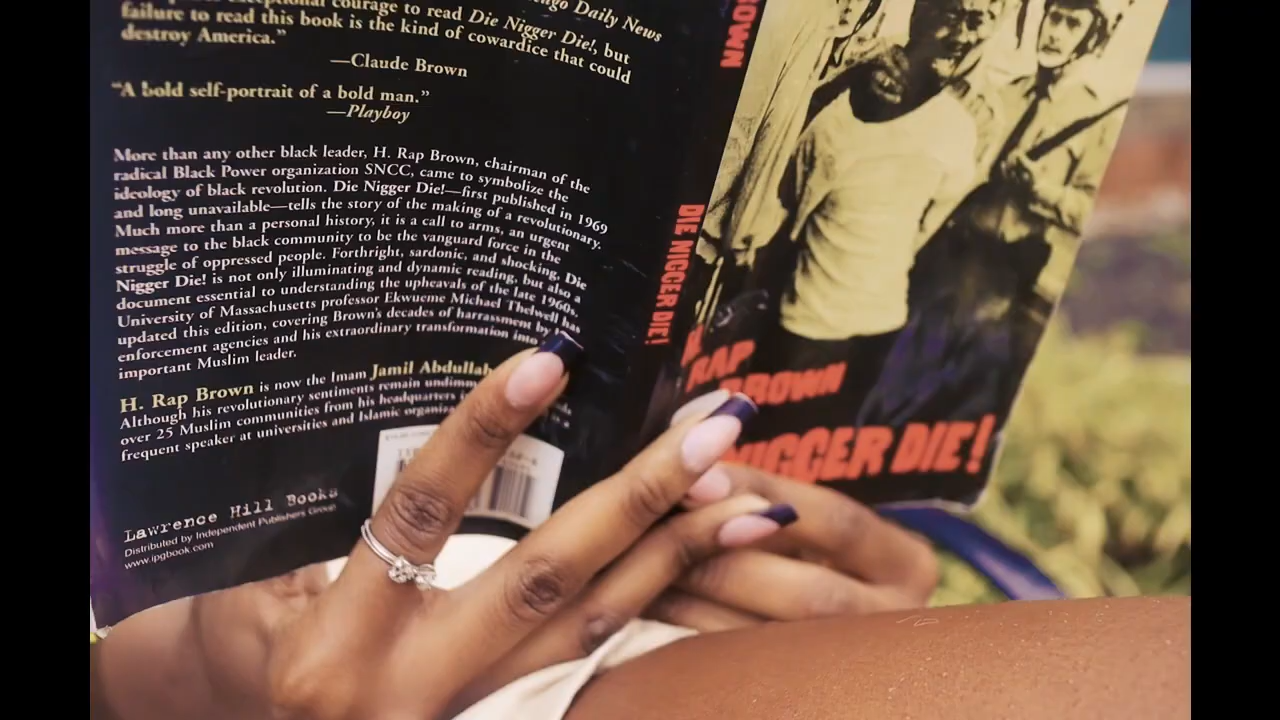 courage to read Die Nigger Die!, but
Daily News
failure to read this book is the kind of cowardice that could
destroy America."
—Claude Brown
"A bold self-portrait of a bold man."
—Playboy
More than any other black leader, H. Rap Brown, chairman of the
radical Black Power organization SNCC, came to symbolize the
ideology of black revolution. Die Nigger Die!—first published in 1969
and long unavailable—tells the story of the making of a revolutionary.
Much more than a personal history, it is a call to arms, an urgent
message to the black community to be the vanguard force in the
struggle of oppressed people. Forthright, sardonic, and shocking, Die
Nigger Die! is not only illuminating and dynamic reading, but also a
document essential to understanding the upheavals of the late 1960s.
University of Massachusetts professor Ekwueme Michael Thelwell has
updated this edition, covering Brown's decades of harrassment by
enforcement agencies and his extraordinary transformation into
important Muslim leader.
H. Rap Brown is now the Imam Jamil Abdullah
Although his revolutionary sentiments remain
over 25 Muslim communities from his headquarters
frequent speaker at universities and Islamic
Lawrence Hill Books
Distributed by Independent Publishers Group
www.ipgbook.com
DIE NIGGER DIE!
RAP
BROWN
NIGGER DIE!